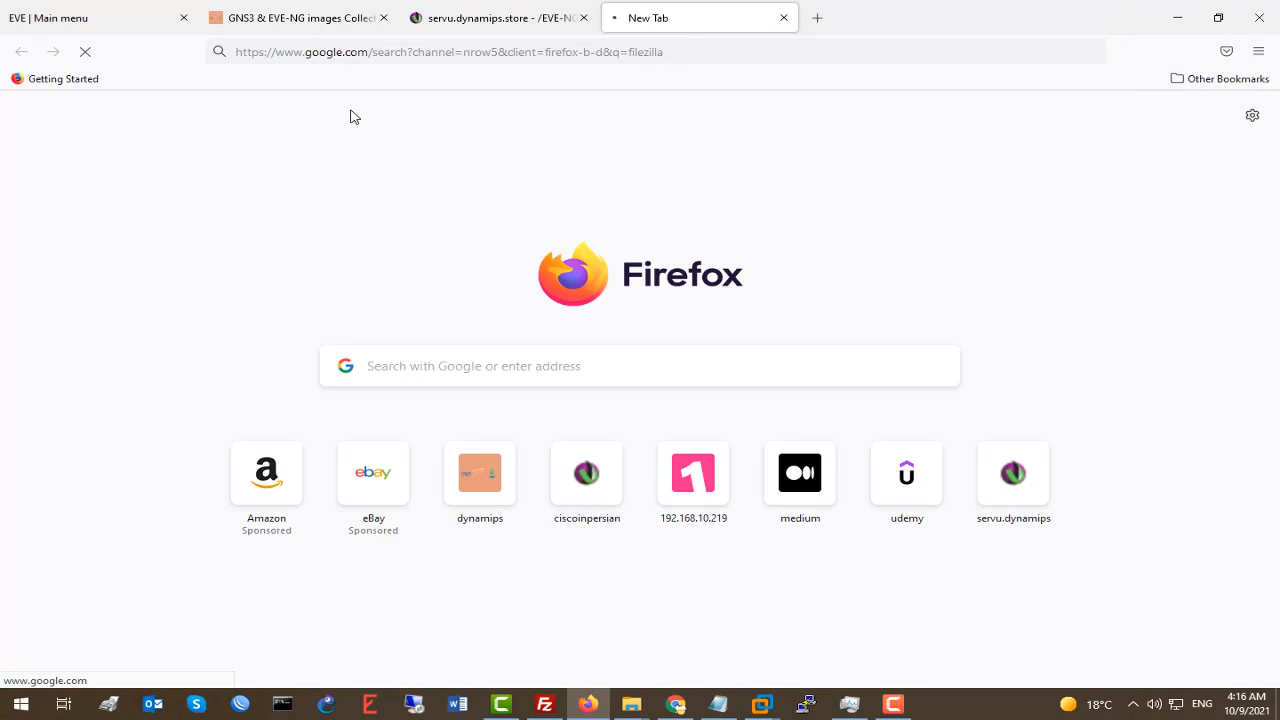 EVE | Main menu
GNS3 & EVE-NG images Collect
servu.dynamips.store - /EVE-NG
New Tab
https://www.google.com/search?channel=nrow5&client=firefox-b-d&q=filezilla
Getting Started
Other Bookmarks
Firefox
Search with Google or enter address
a
ebay
1
u
Amazon
Sponsored
eBay
Sponsored
dynamips
ciscoinpersian
192.168.10.219
medium
udemy
servu.dynamips
www.google.com
18°C
ENG
4:16 AM
10/9/2021